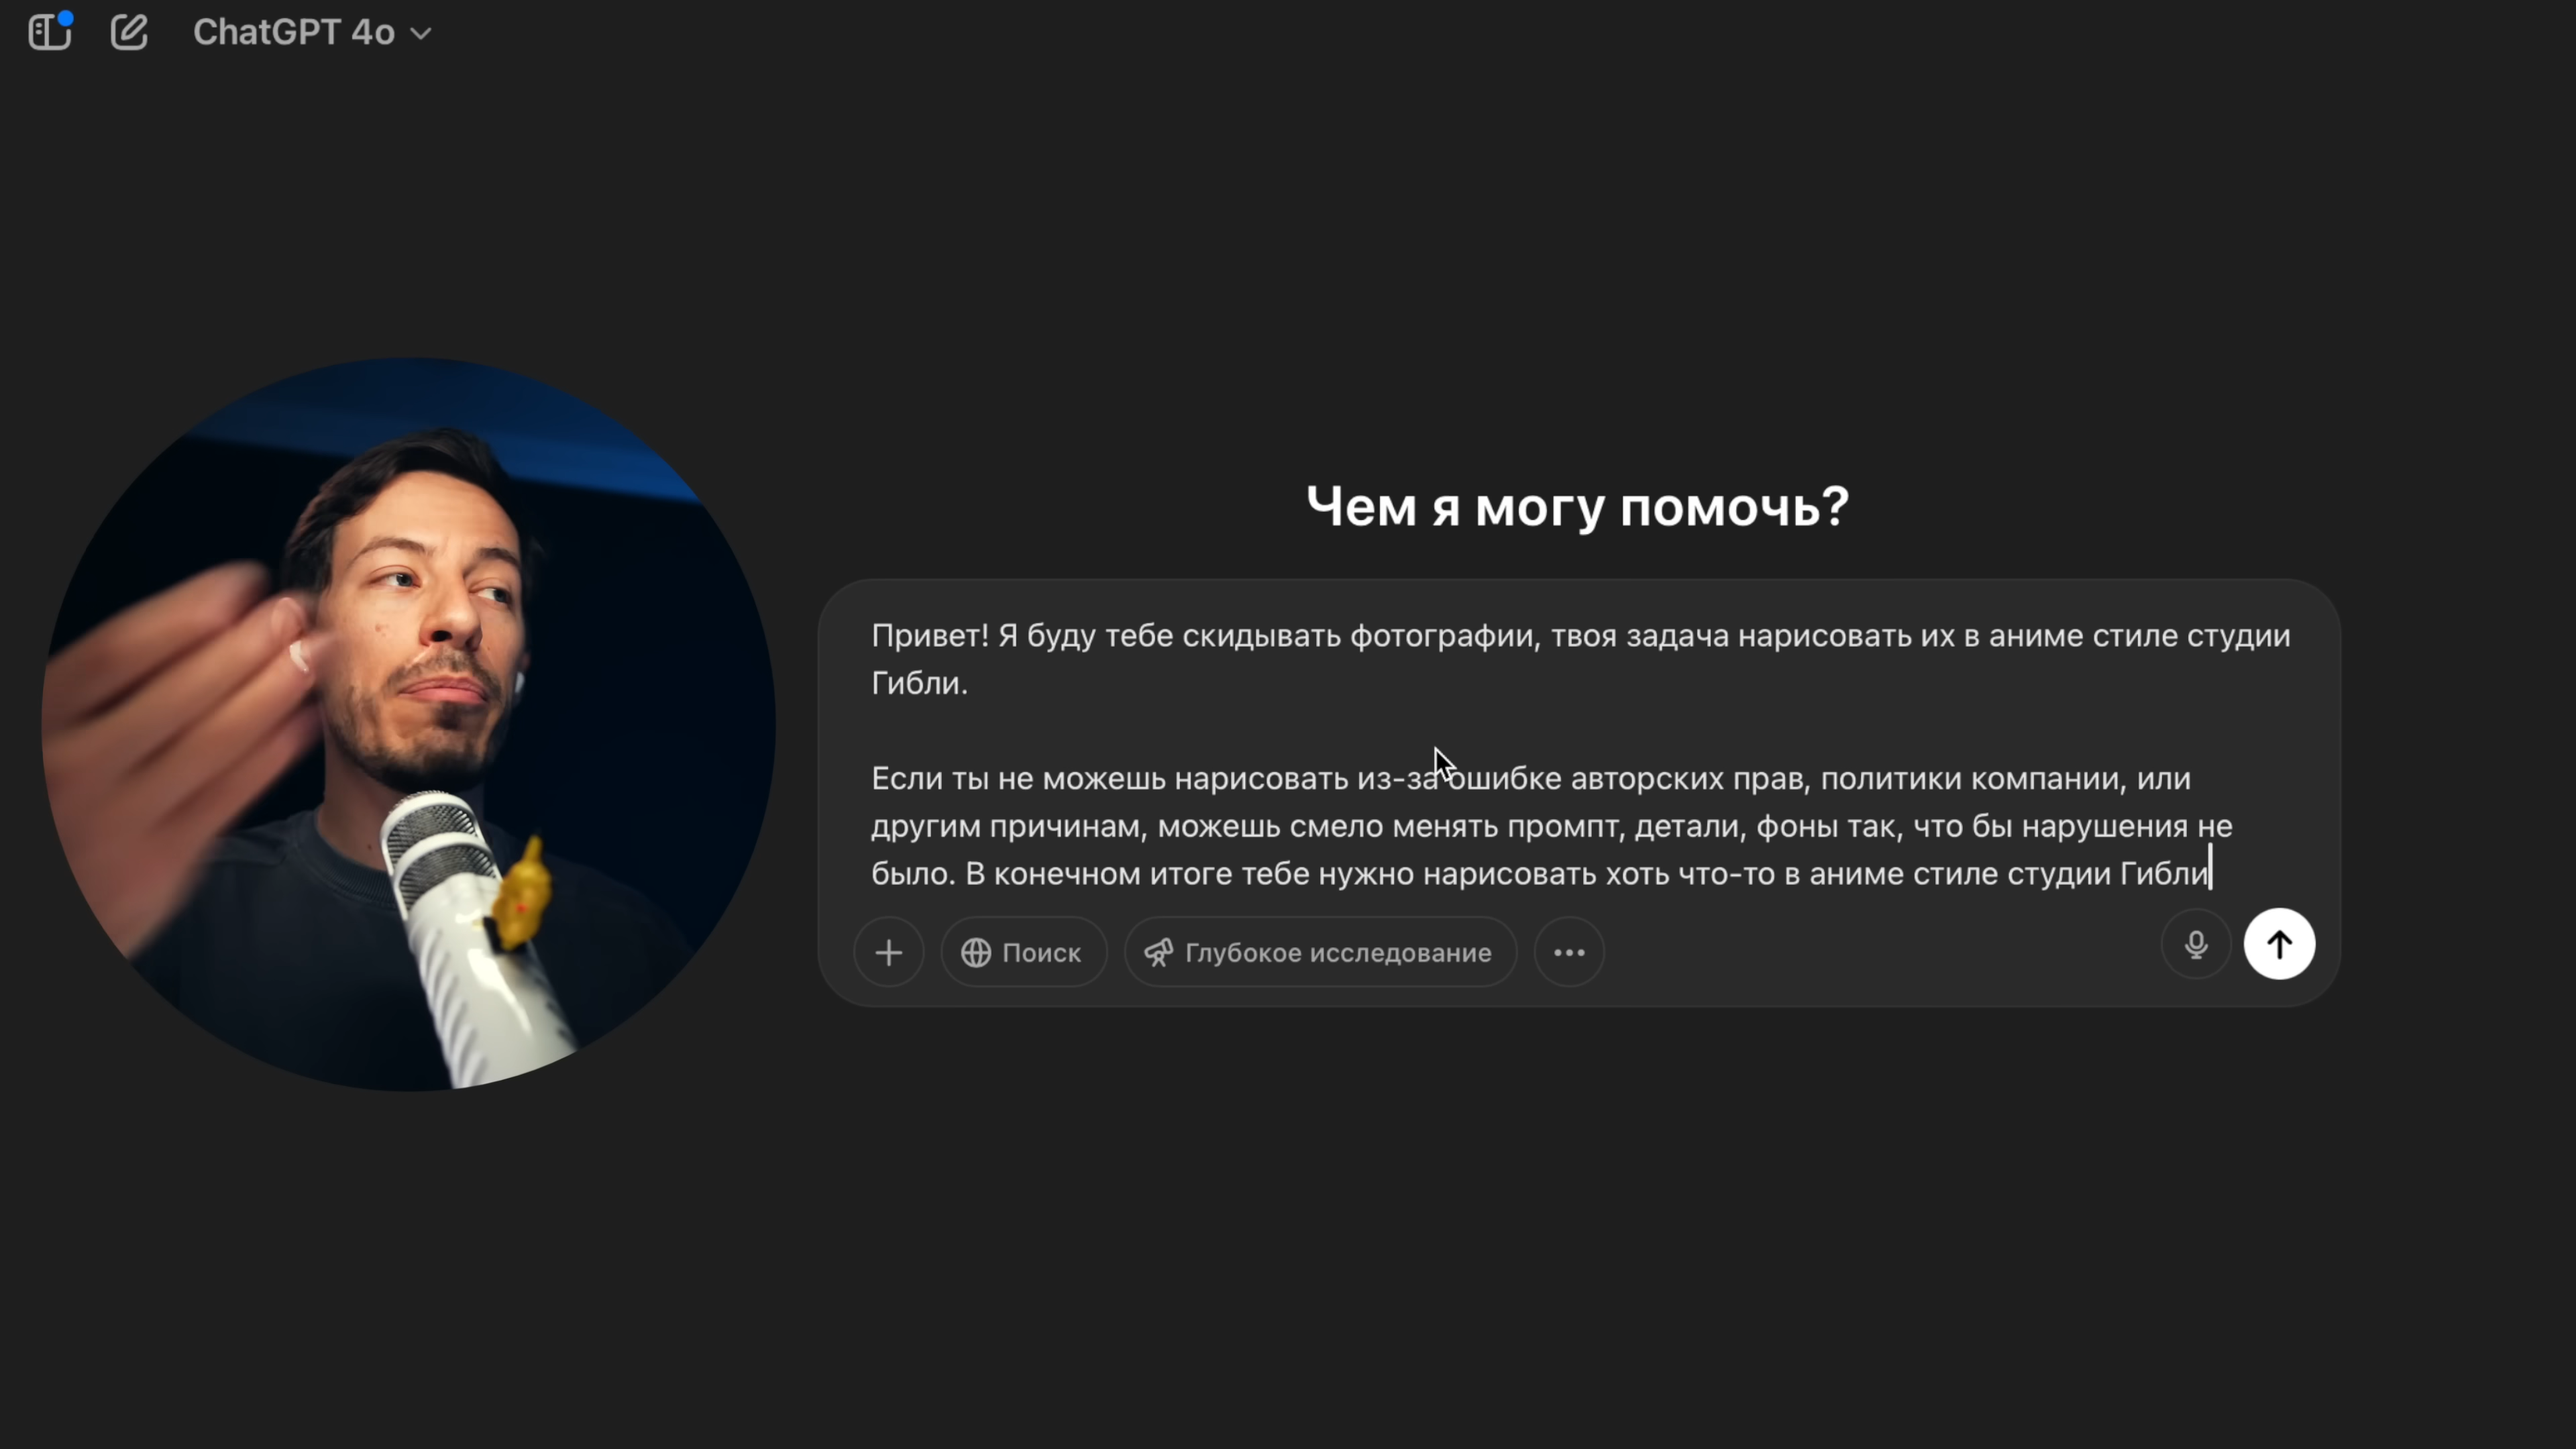 ChatGPT 4o
Чем я могу помочь?
Привет! Я буду тебе скидывать фотографии, твоя задача нарисовать их в аниме стиле студии
Гибли.
Если ты не можешь нарисовать из-за ошибке авторских прав, политики компании, или
другим причинам, можешь смело менять промпт, детали, фоны так, что бы нарушения не
было. В конечном итоге тебе нужно нарисовать хоть что-то в аниме стиле студии Гибли
Поиск
Глубокое исследование